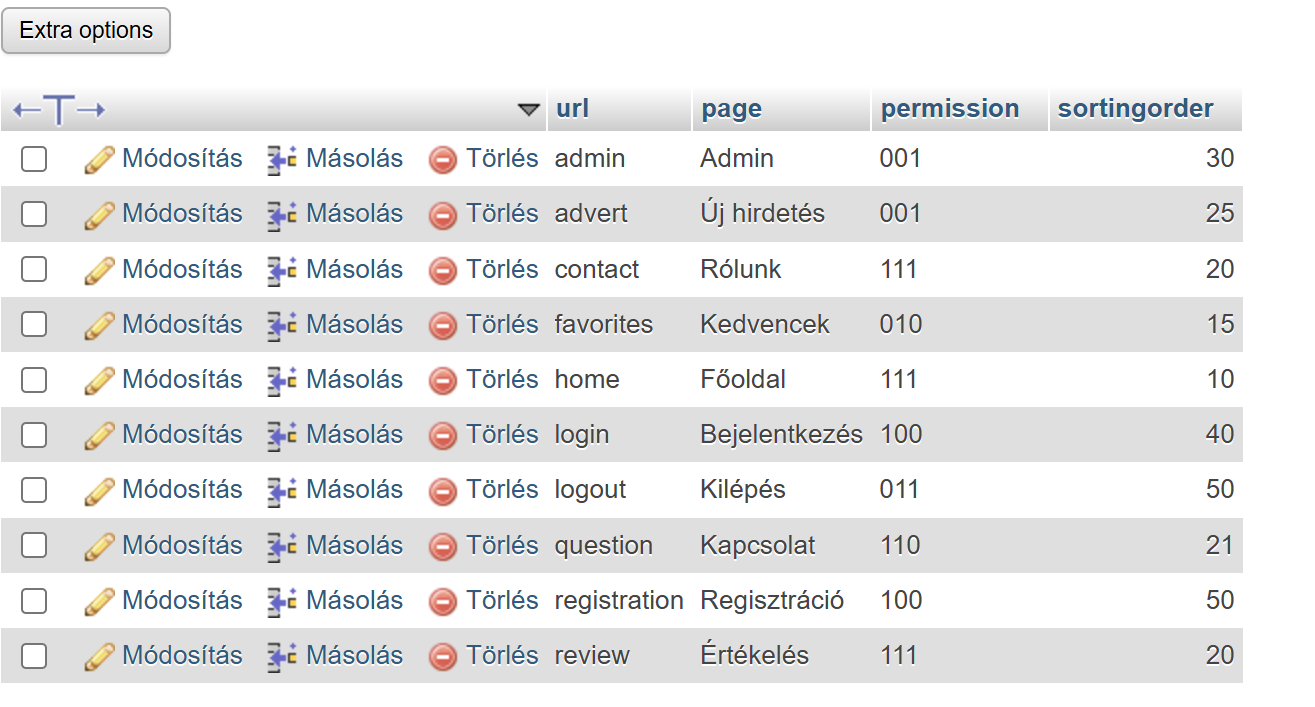 Extra options
url page permission sortingorder
Módosítás Másolás Törlés admin Admin 001 30
Módosítás Másolás Törlés advert Új hirdetés 001 25
Módosítás Másolás Törlés contact Rólunk 111 20
Módosítás Másolás Törlés favorites Kedvencek 010 15
Módosítás Másolás Törlés home Főoldal 111 10
Módosítás Másolás Törlés login Bejelentkezés 100 40
Módosítás Másolás Törlés logout Kilépés 011 50
Módosítás Másolás Törlés question Kapcsolat 110 21
Módosítás Másolás Törlés registration Regisztráció 100 50
Módosítás Másolás Törlés review Értékelés 111 20